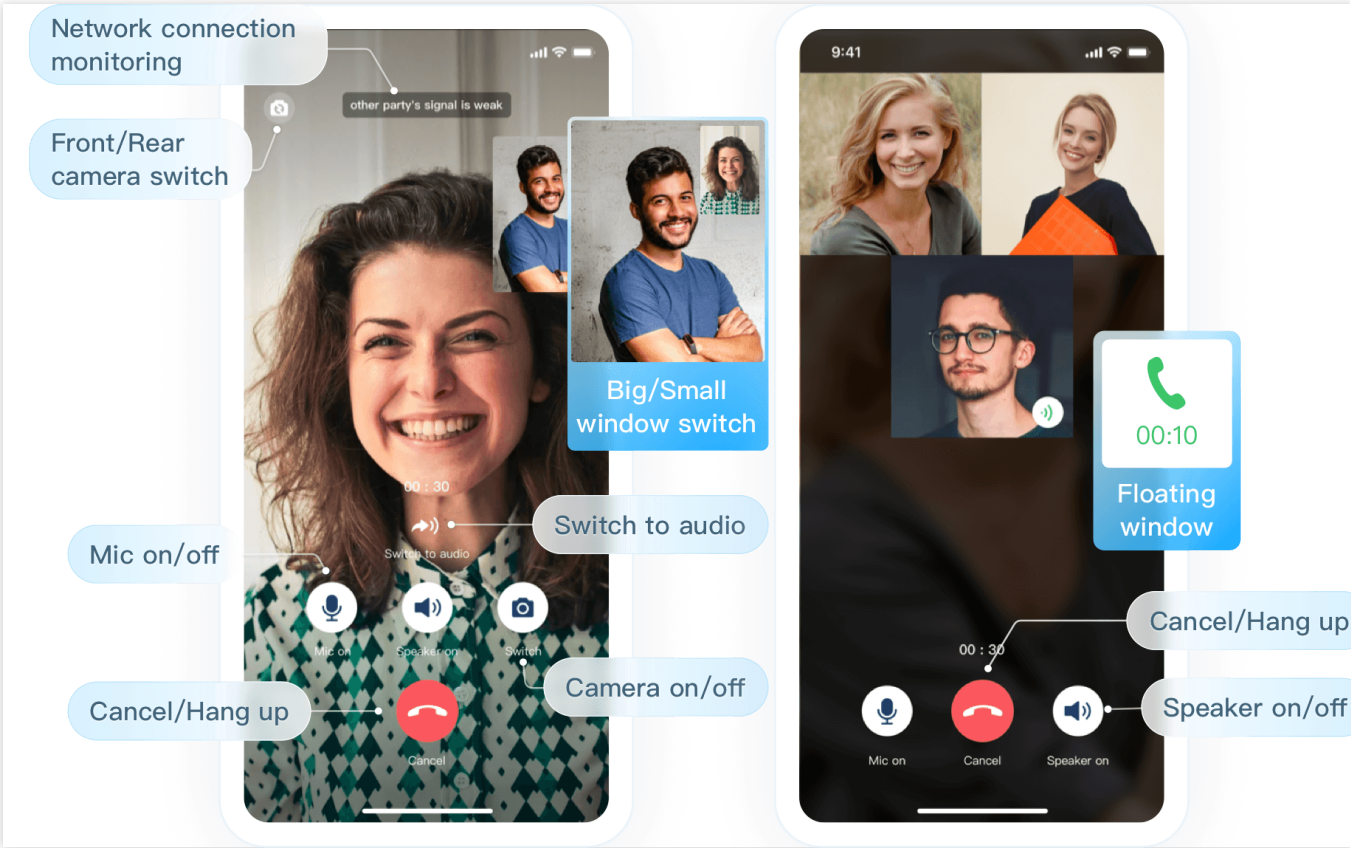 Network connection
monitoring
other party's signal is weak
Front/Rear
camera switch
Big/Small
window switch
00 : 30
Switch to audio
Switch to audio
Mic on/off
Mic on
Speaker on
Switch
Camera on/off
Cancel/Hang up
Cancel
9:41
00:10
Floating
window
Cancel/Hang up
00 : 30
Speaker on/off
Mic on
Cancel
Speaker on